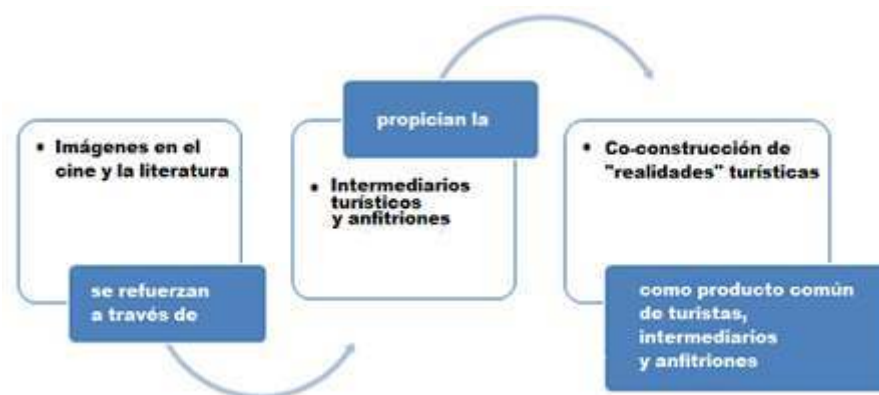 Imágenes en el
cine y la literatura
se refuerzan
a través de
propician la
Intermediarios
turísticos
y anfitriones
Co-construcción de
"realidades" turísticas
como producto común
de turistas,
intermediarios
y anfitriones